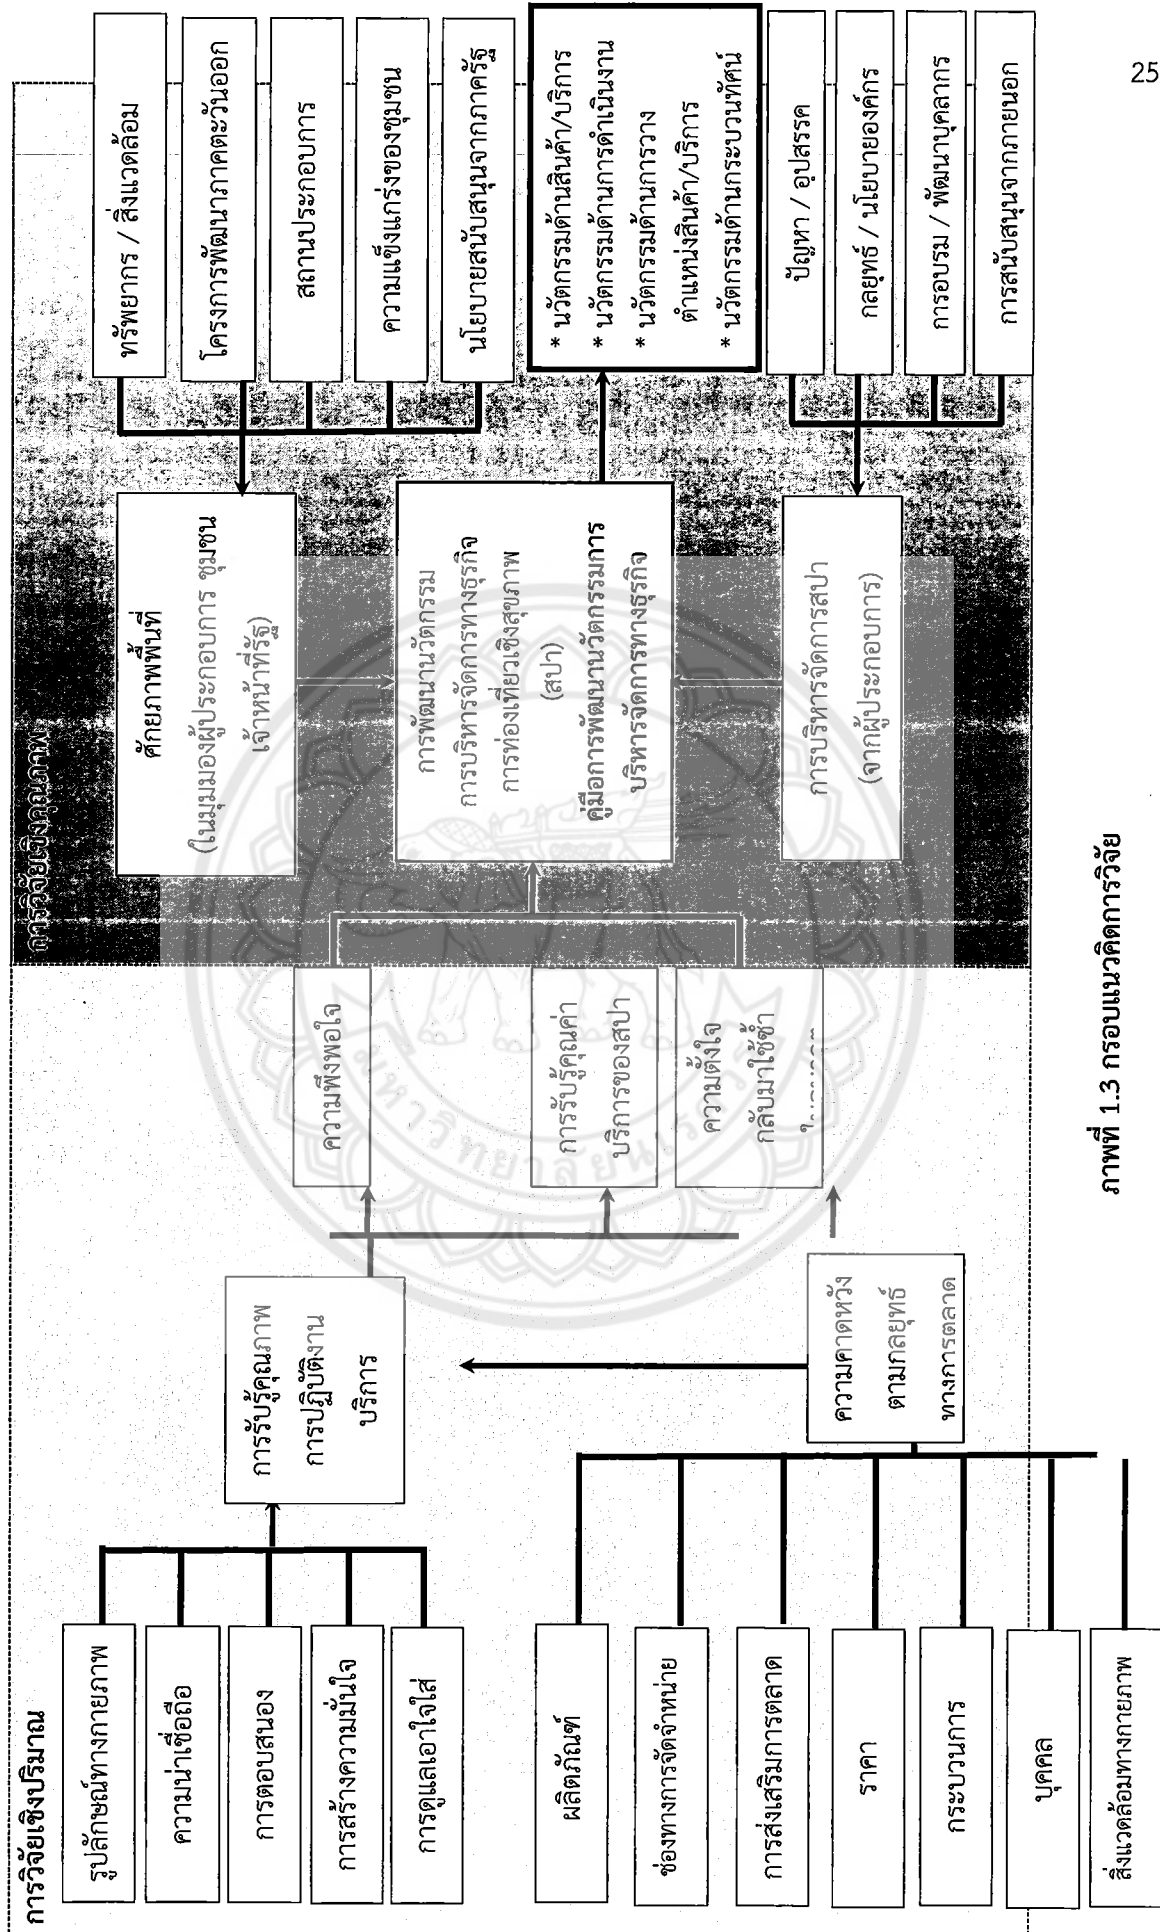 25
การวิจัยเชิงปริมาณ
รูปลักษณ์ทางกายภาพ
ความน่าเชื่อถือ
การตอบสนอง
การสร้างความมั่นใจ
การดูแลเอาใจใส่
ผลิตภัณฑ์
ช่องทางการจัดจำหน่าย
การส่งเสริมการตลาด
ราคา
กระบวนการ
บุคคล
สิ่งแวดล้อมทางกายภาพ
การรับรู้คุณภาพ
การปฏิบัติงาน
บริการ
ความคาดหวัง
ตามกลยุทธ์
ทางการตลาด
ความพึงพอใจ
การรับรู้คุณค่า
บริการของสปา
ความตั้งใจ
กลับมาใช้ซ้ำ
การวิจัยเชิงคุณภาพ
ศักยภาพพื้นที่
(ในมุมมองผู้ประกอบการ ชุมชน
เจ้าหน้าที่รัฐ)
การพัฒนานวัตกรรม
การบริหารจัดการทางธุรกิจ
การท่องเที่ยวเชิงสุขภาพ
(สปา)
คู่มือการพัฒนานวัตกรรมการ
บริหารจัดการทางธุรกิจ
การบริหารจัดการสปา
(จากผู้ประกอบการ)
ทรัพยากร / สิ่งแวดล้อม
โครงการพัฒนาภาคตะวันออก
สถานประกอบการ
ความแข็งแกร่งของชุมชน
นโยบายสนับสนุนจากภาครัฐ
* นวัตกรรมด้านสินค้า/บริการ
* นวัตกรรมด้านการดำเนินงาน
* นวัตกรรมด้านการวาง
ตำแหน่งสินค้า/บริการ
* นวัตกรรมด้านกระบวนทัศน์
ปัญหา / อุปสรรค
กลยุทธ์ / นโยบายองค์กร
การอบรม / พัฒนาบุคลากร
การสนับสนุนจากภายนอก
มหาวิทยาลัยนเรศวร
ภาพที่ 1.3 กรอบแนวคิดการวิจัย